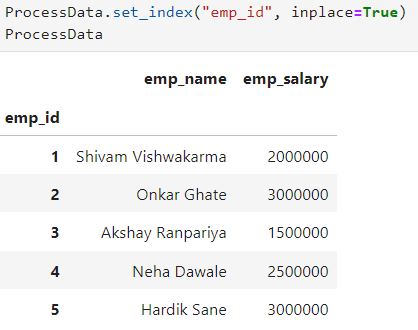 ProcessData.set_index("emp_id", inplace=True)
ProcessData
emp_name emp_salary
emp_id
1 Shivam Vishwakarma 2000000
2 Onkar Ghate 3000000
3 Akshay Ranpariya 1500000
4 Neha Dawale 2500000
5 Hardik Sane 3000000